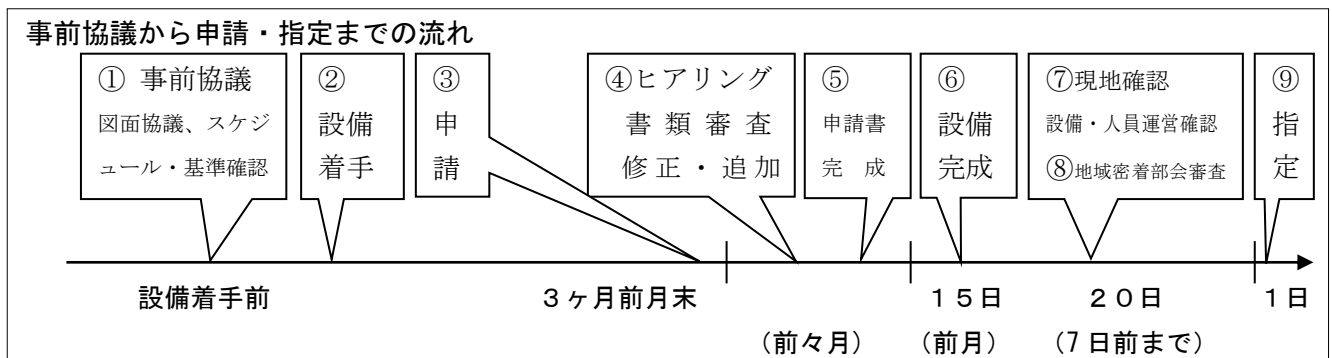 事前協議から申請・指定までの流れ
① 事前協議
図面協議、スケジ
ュール・基準確認
②
設備
着手
③
申
請
④ヒアリング
書類審査
修正・追加
⑤
申請書
完 成
⑥
設備
完成
⑦現地確認
設備・人員運営確認
⑧地域密着部会審査
⑨
指
定
設備着手前
3ヶ月前月末
15日
20日
1日
(前々月)
(前月)
(7日前まで)